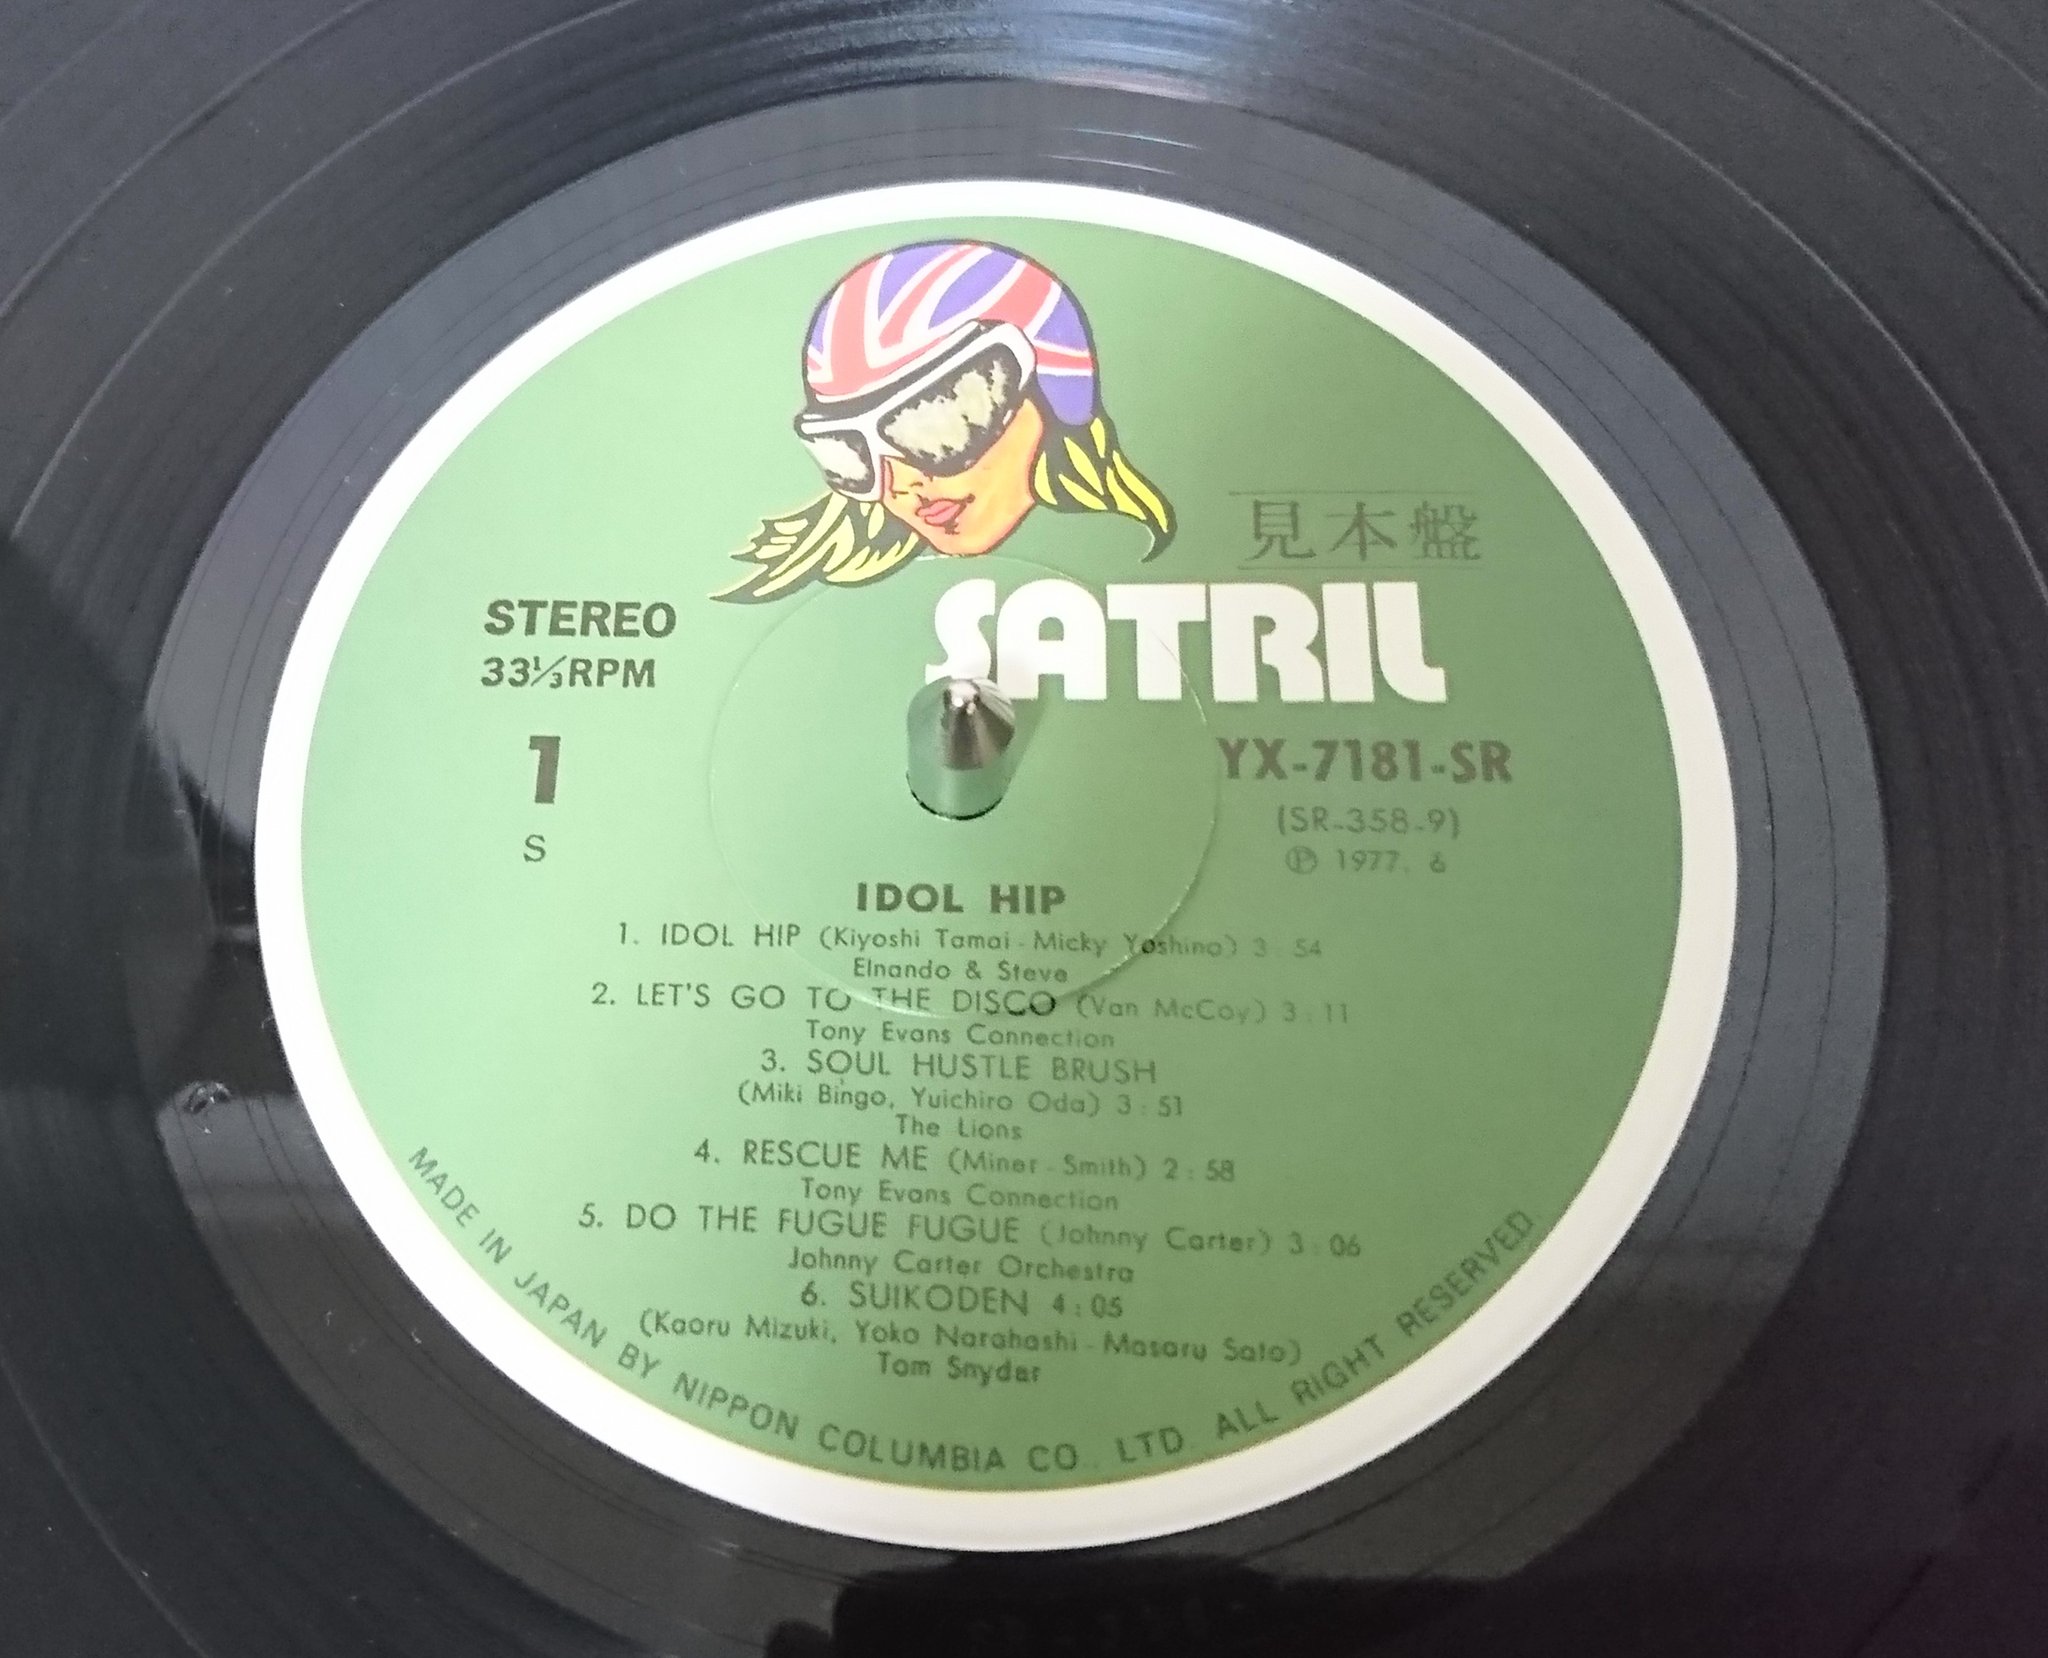 見本盤
SATRIL
STEREO
33⅓RPM
1
S
YX-7181-SR
(SR-358-9)
Ⓟ 1977. 6
IDOL HIP
1. IDOL HIP (Kiyoshi Tamai - Micky Yoshino) 3:54
Elnando & Steve
2. LET'S GO TO THE DISCO (Van McCoy) 3:11
Tony Evans Connection
3. SOUL HUSTLE BRUSH
(Miki Bingo, Yuichiro Oda) 3:51
The Lions
4. RESCUE ME (Miner - Smith) 2:58
Tony Evans Connection
5. DO THE FUGUE FUGUE (Johnny Carter) 3:06
Johnny Carter Orchestra
6. SUIKODEN 4:05
(Kaoru Mizuki, Yoko Narahashi - Masaru Sato)
Tom Snyder
MADE IN JAPAN BY NIPPON COLUMBIA CO., LTD. ALL RIGHT RESERVED.